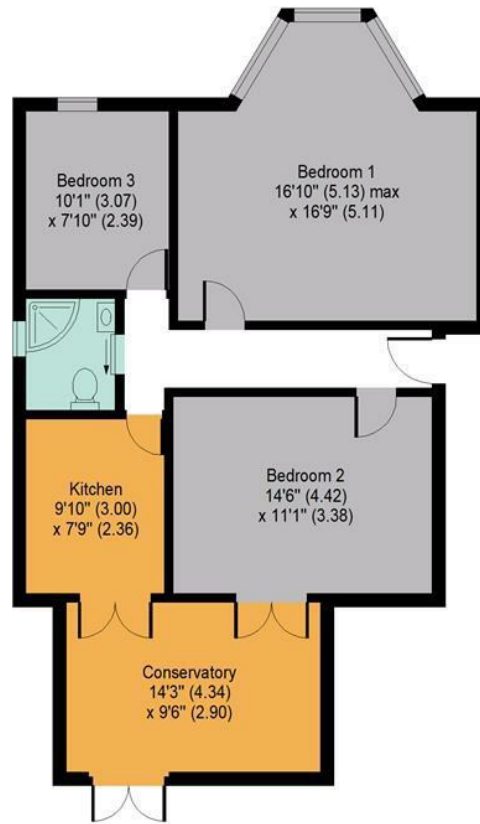 Bedroom 3
10'1" (3.07)
x 7'10" (2.39)
Bedroom 1
16'10" (5.13) max
x 16'9" (5.11)
Kitchen
9'10" (3.00)
x 7'9" (2.36)
Bedroom 2
14'6" (4.42)
x 11'1" (3.38)
Conservatory
14'3" (4.34)
x 9'6" (2.90)